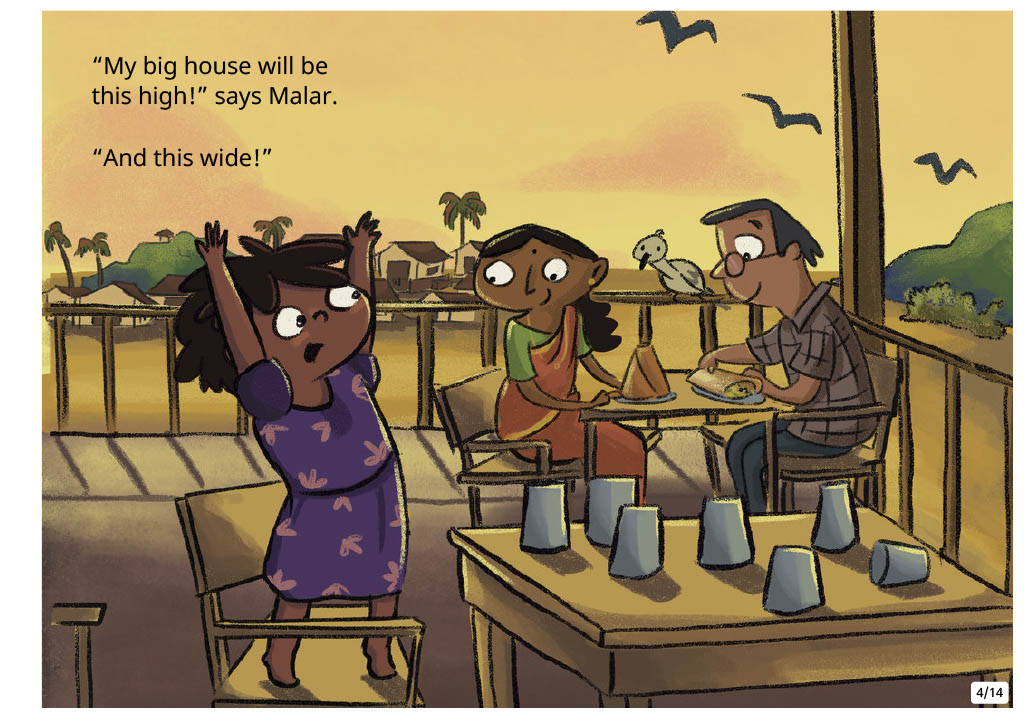 “My big house will be
this high!” says Malar.
“And this wide!”
4/14